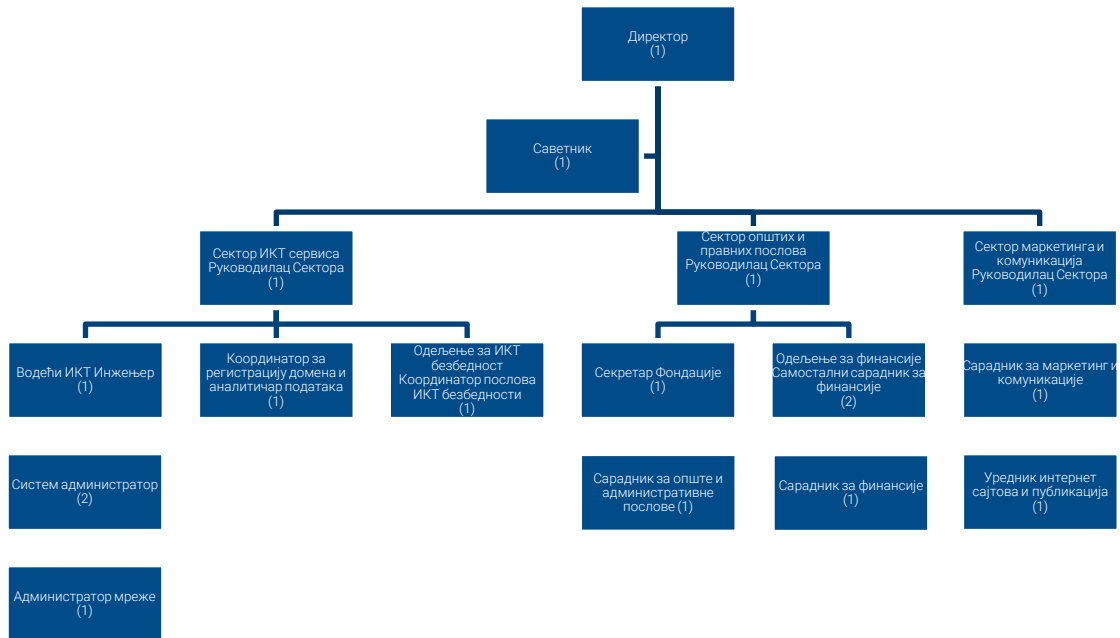 Директор
(1)
Саветник
(1)
Сектор ИКТ сервиса
Руководилац Сектора
(1)
Сектор општих и
правних послова
Руководилац Сектора
(1)
Сектор маркетинга и
комуникација
Руководилац Сектора
(1)
Водећи ИКТ Инжењер
(1)
Координатор за
регистрацију домена и
аналитичар података
(1)
Одељење за ИКТ
безбедност
Координатор послова
ИКТ безбедности
(1)
Секретар Фондације
(1)
Одељење за финансије
Самостални сарадник за
финансије
(2)
Сарадник за маркетинг и
комуникације
(1)
Систем администратор
(2)
Сарадник за опште и
административне
послове (1)
Сарадник за финансије
(1)
Уредник интернет
сајтова и публикација
(1)
Администратор мреже
(1)